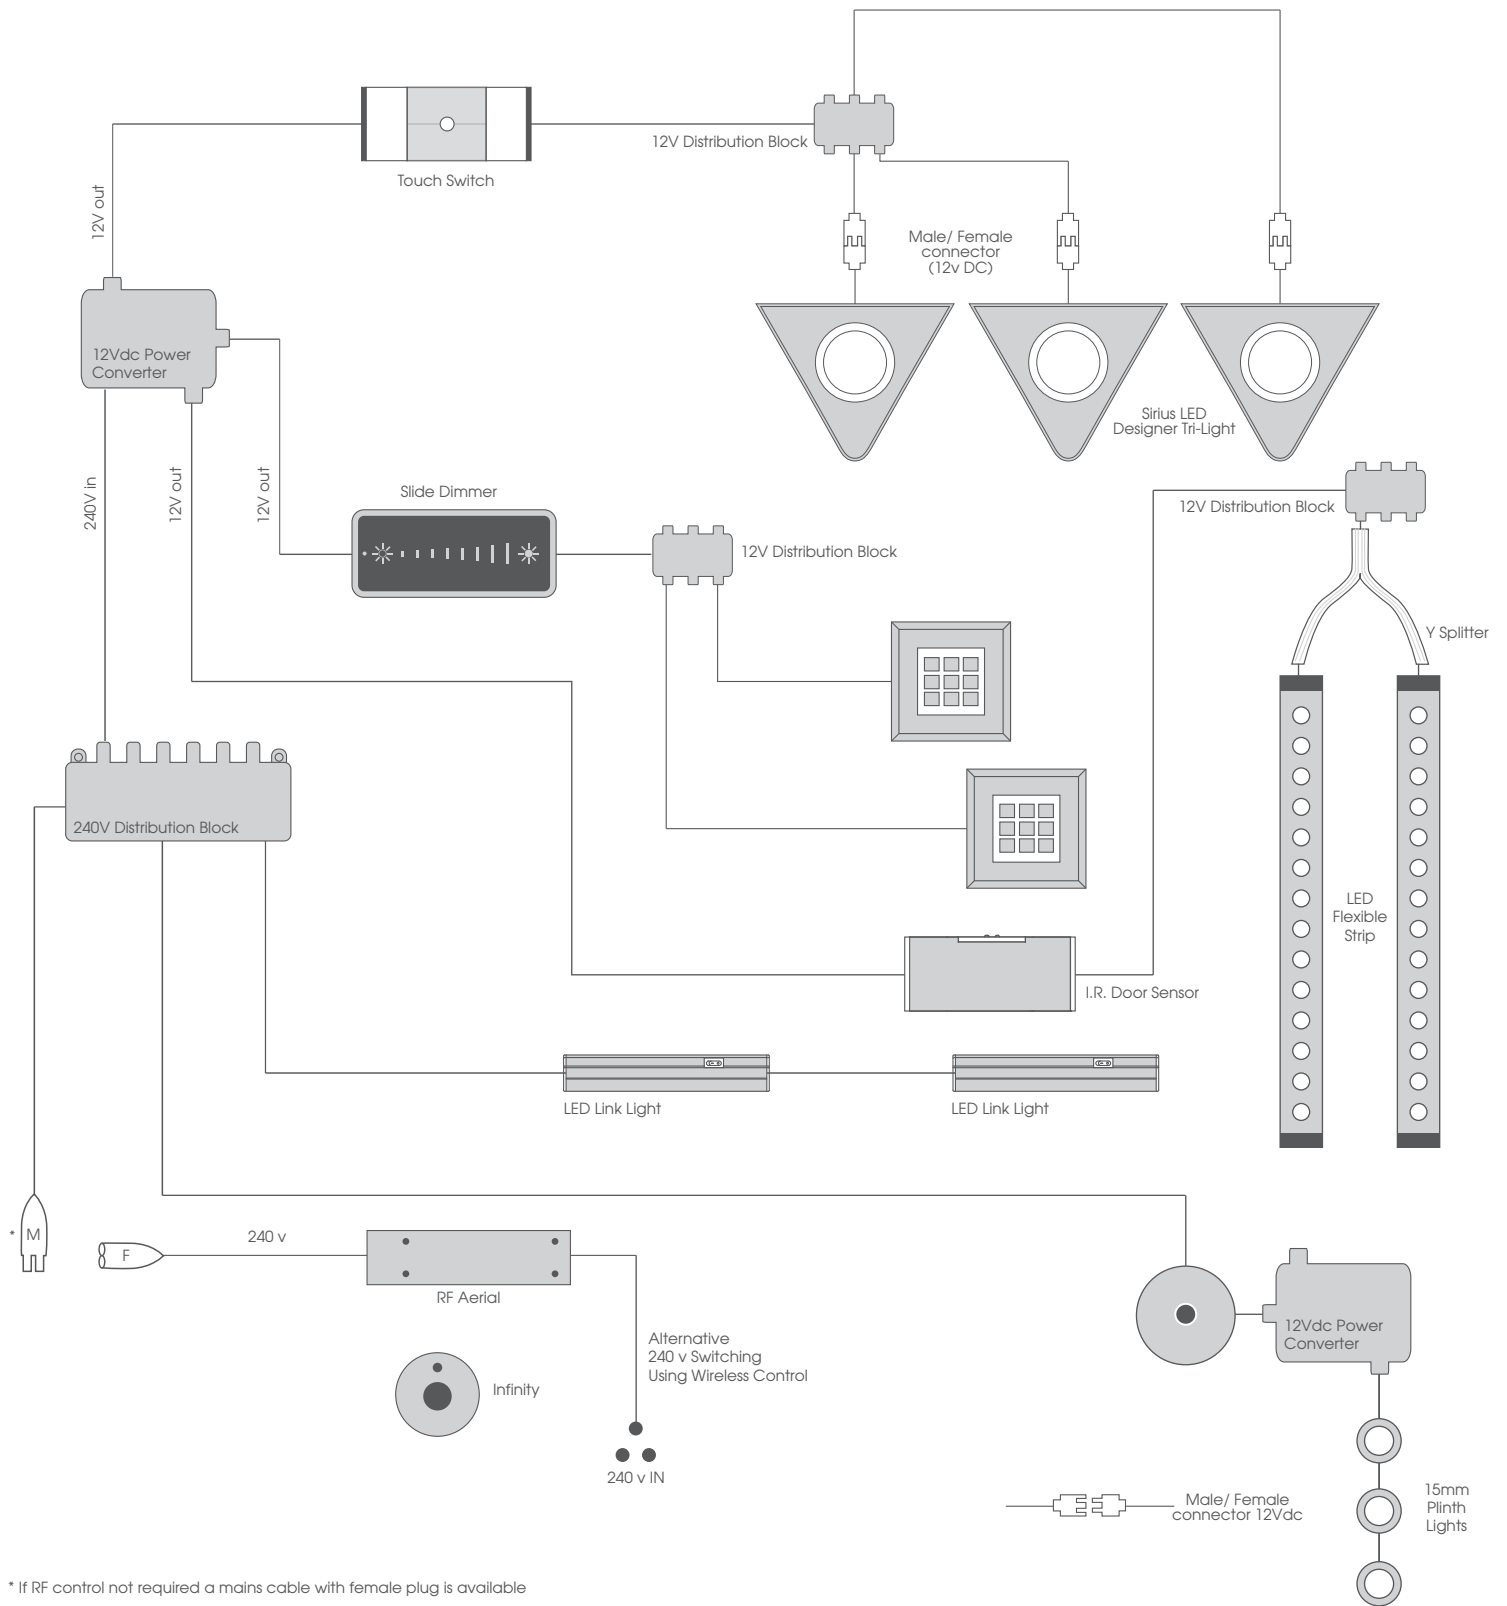 Touch Switch
12V Distribution Block
12V out
Male/ Female
connector
(12v DC)
12Vdc Power
Converter
Sirius LED
Designer Tri-Light
240V in
12V out
12V out
Slide Dimmer
12V Distribution Block
12V Distribution Block
Y Splitter
240V Distribution Block
LED
Flexible
Strip
I.R. Door Sensor
LED Link Light
LED Link Light
* M
F
240 v
RF Aerial
Alternative
240 v Switching
Using Wireless Control
Infinity
240 v IN
12Vdc Power
Converter
Male/ Female
connector 12Vdc
15mm
Plinth
Lights
* If RF control not required a mains cable with female plug is available